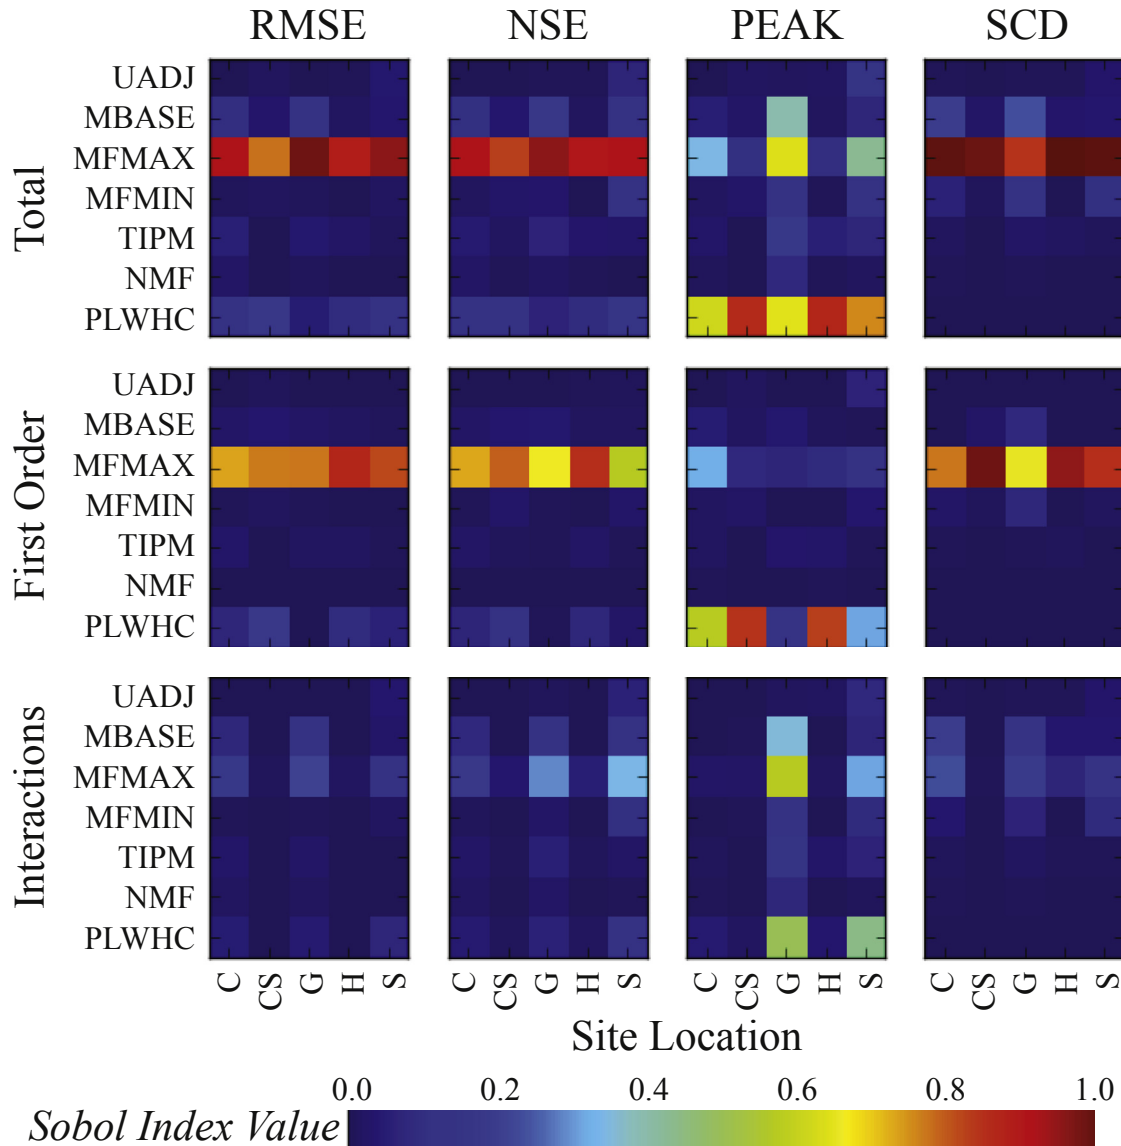 RMSE NSE PEAK SCD
Total
UADJ
MBASE
MFMAX
MFMIN
TIPM
NMF
PLWHC
First Order
UADJ
MBASE
MFMAX
MFMIN
TIPM
NMF
PLWHC
Interactions
UADJ
MBASE
MFMAX
MFMIN
TIPM
NMF
PLWHC
C CS G H S C CS G H S C CS G H S C CS G H S
Site Location
0.0 0.2 0.4 0.6 0.8 1.0
Sobol Index Value